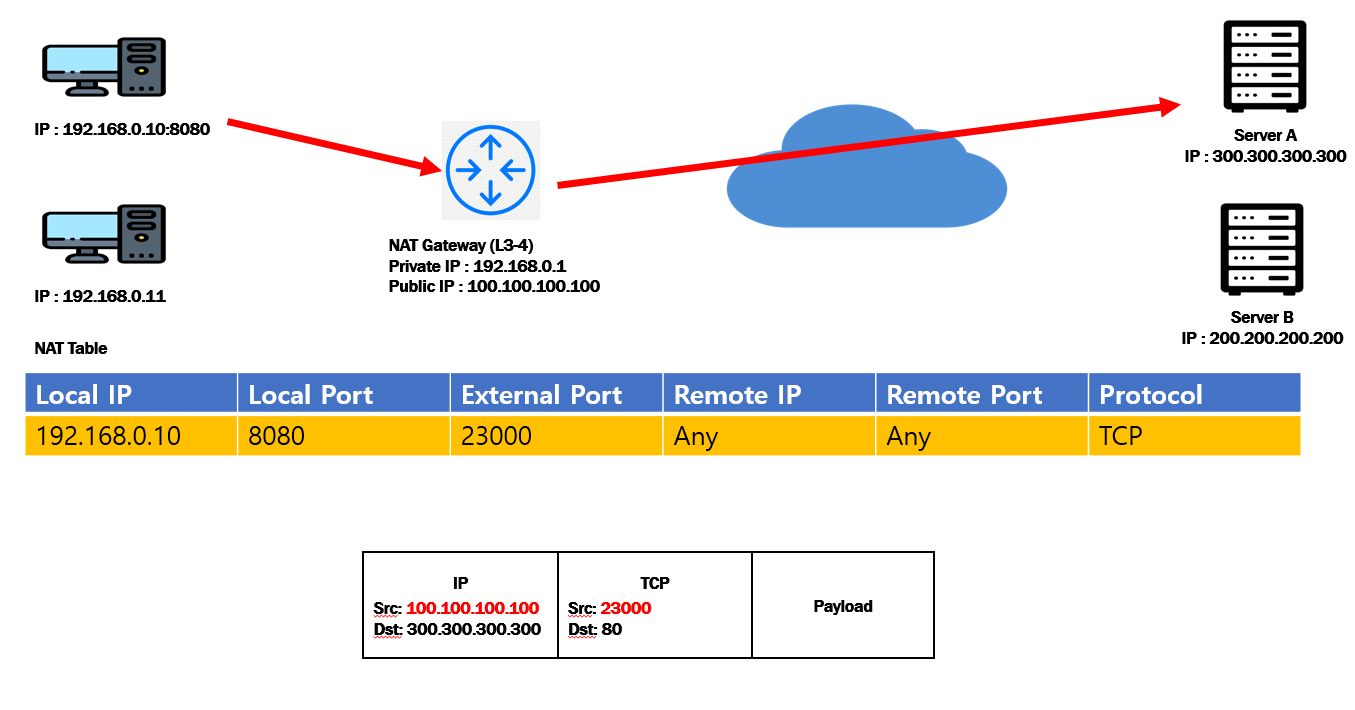 IP : 192.168.0.10:8080
Server A
IP : 300.300.300.300
NAT Gateway (L3-4)
Private IP : 192.168.0.1
Public IP : 100.100.100.100
IP : 192.168.0.11
Server B
IP : 200.200.200.200
NAT Table
Local IP Local Port External Port Remote IP Remote Port Protocol
192.168.0.10 8080 23000 Any Any TCP
IP
Src: 100.100.100.100
Dst: 300.300.300.300
TCP
Src: 23000
Dst: 80
Payload